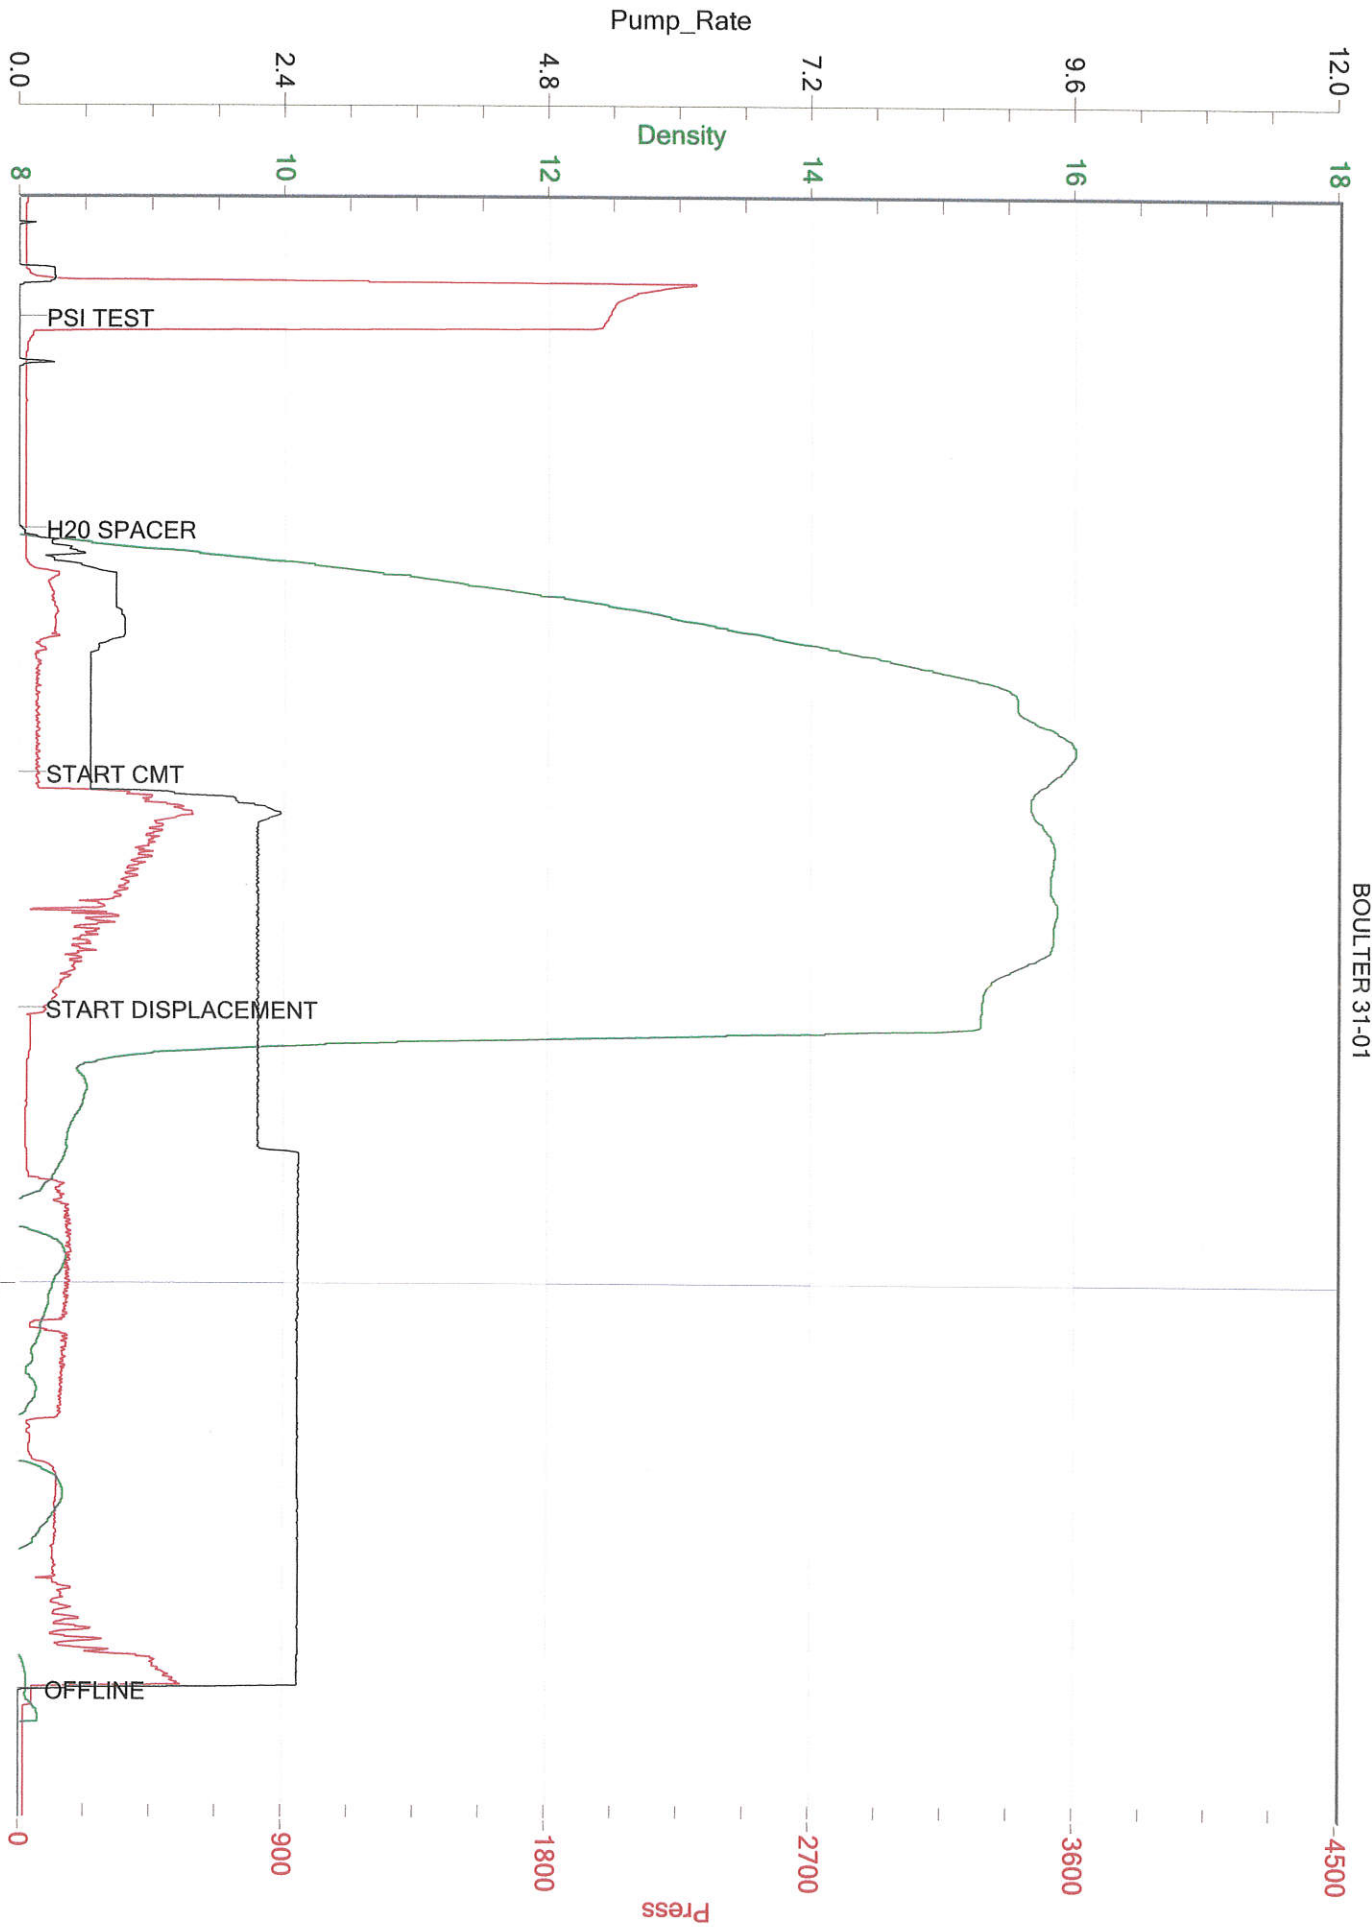 Pump_Rate
0.0 2.4 4.8 7.2 9.6 12.0
Density
8 10 12 14 16 18
BOULTER 31-01
PSI TEST
H20 SPACER
START CMT
START DISPLACEMENT
OFFLINE
0 900 1800 2700 3600 4500
Press